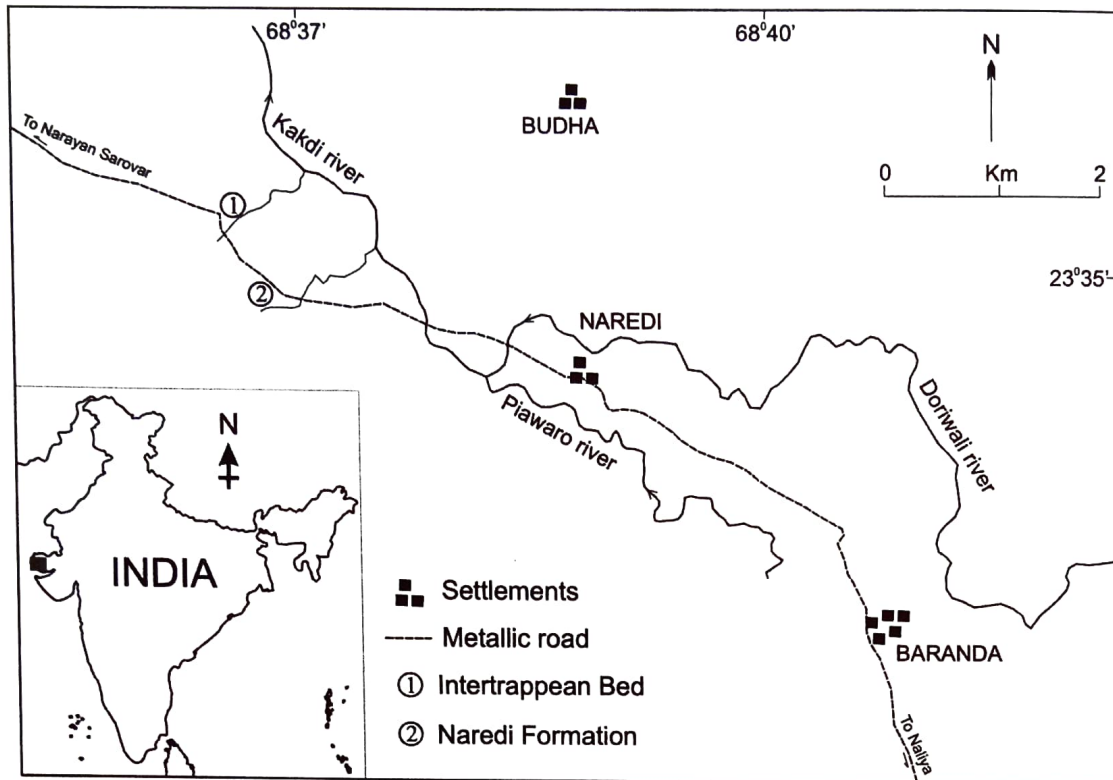 68°37'
68°40'
N
0 Km 2
BUDHA
Kakdi river
To Narayan Sarovar
①
23°35'
②
NAREDI
Piawaro river
Doriwali river
N
INDIA
Settlements
Metallic road
① Intertrappean Bed
② Naredi Formation
BARANDA
To Naliya